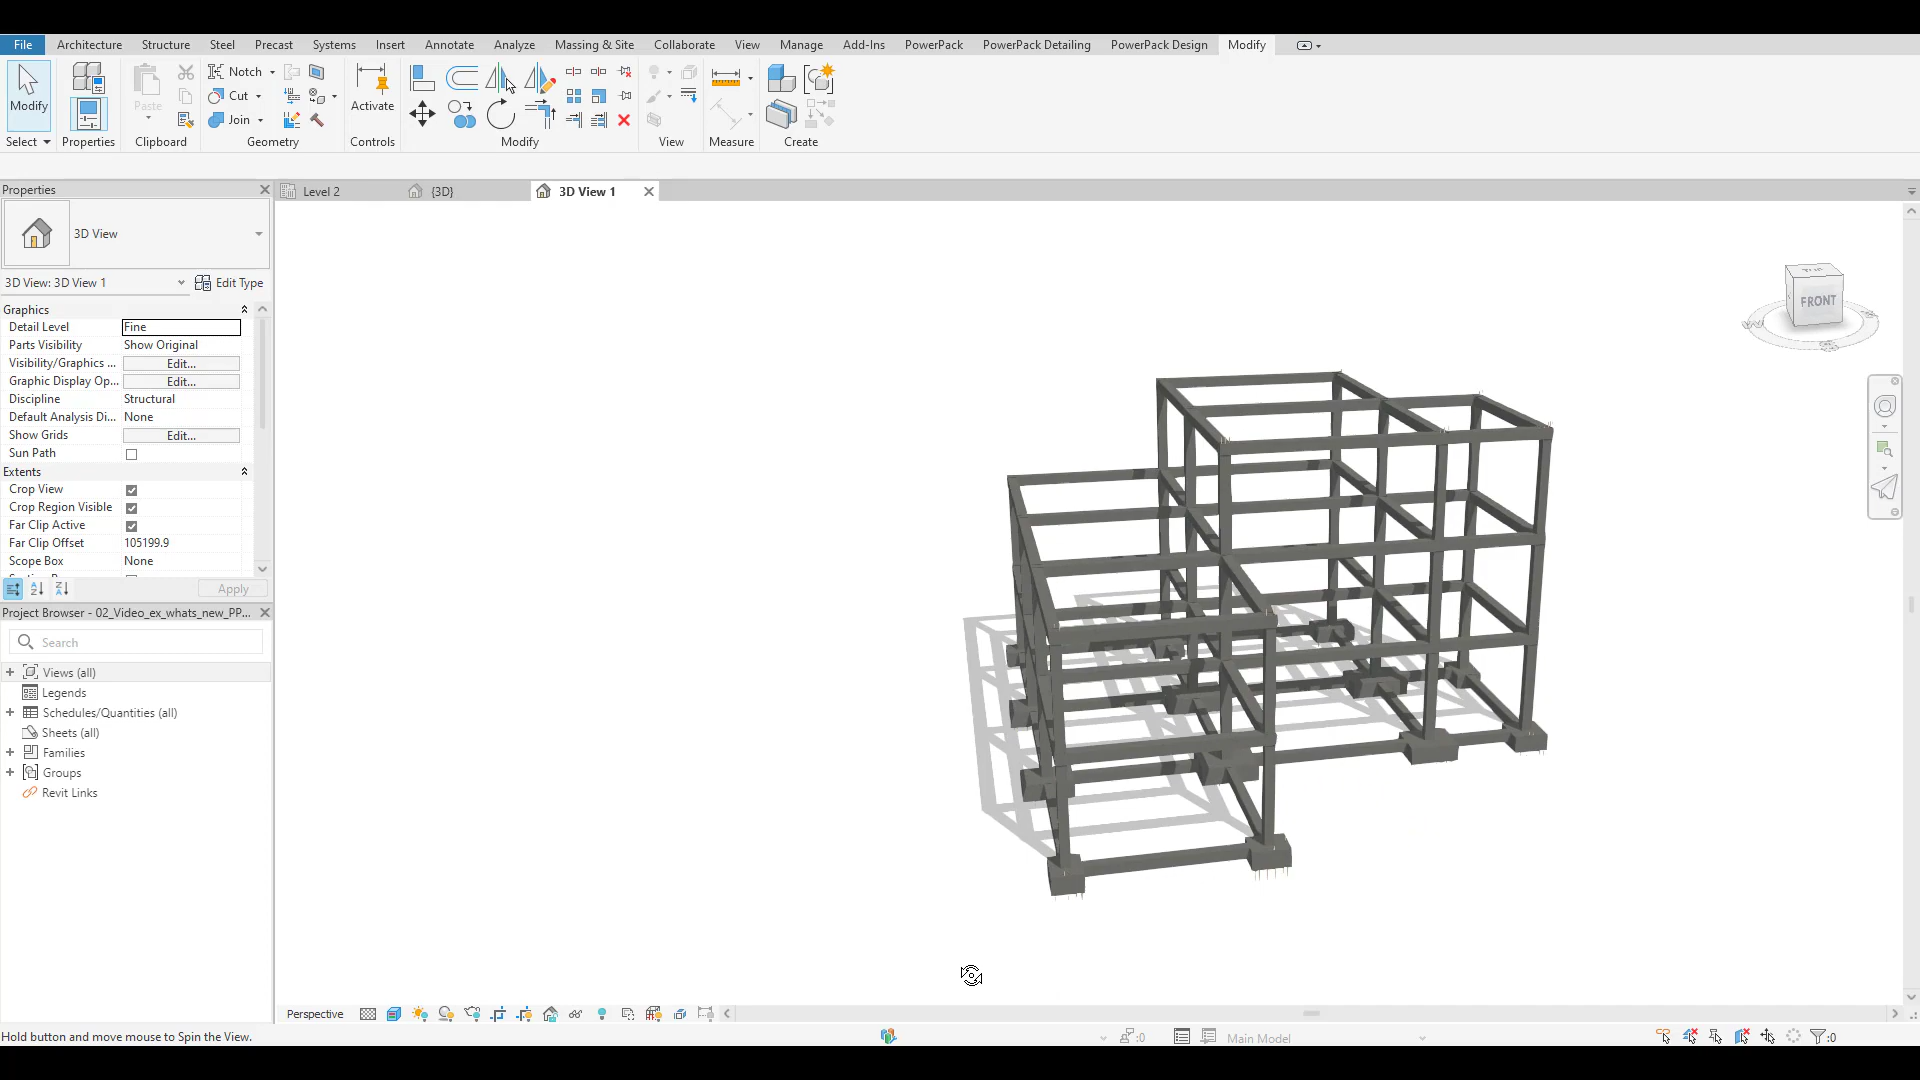 File Architecture Structure Steel Precast Systems Insert Annotate Analyze Massing & Site Collaborate View Manage Add-Ins PowerPack PowerPack Detailing PowerPack Design Modify
Modify
Notch
Cut
Join
Paste
Activate
Select Properties Clipboard Geometry Controls Modify View Measure Create
Properties
Level 2 {3D} 3D View 1
3D View
3D View: 3D View 1 Edit Type
Graphics
Detail Level Fine
Parts Visibility Show Original
Visibility/Graphics ... Edit...
Graphic Display Op... Edit...
Discipline Structural
Default Analysis Di... None
Show Grids Edit...
Sun Path
Extents
Crop View
Crop Region Visible
Far Clip Active
Far Clip Offset 105199.9
Scope Box None
Apply
Project Browser - 02_Video_ex_whats_new_PP...
Search
Views (all)
Legends
Schedules/Quantities (all)
Sheets (all)
Families
Groups
Revit Links
FRONT
Perspective
Hold button and move mouse to Spin the View.
:0
Main Model
:0